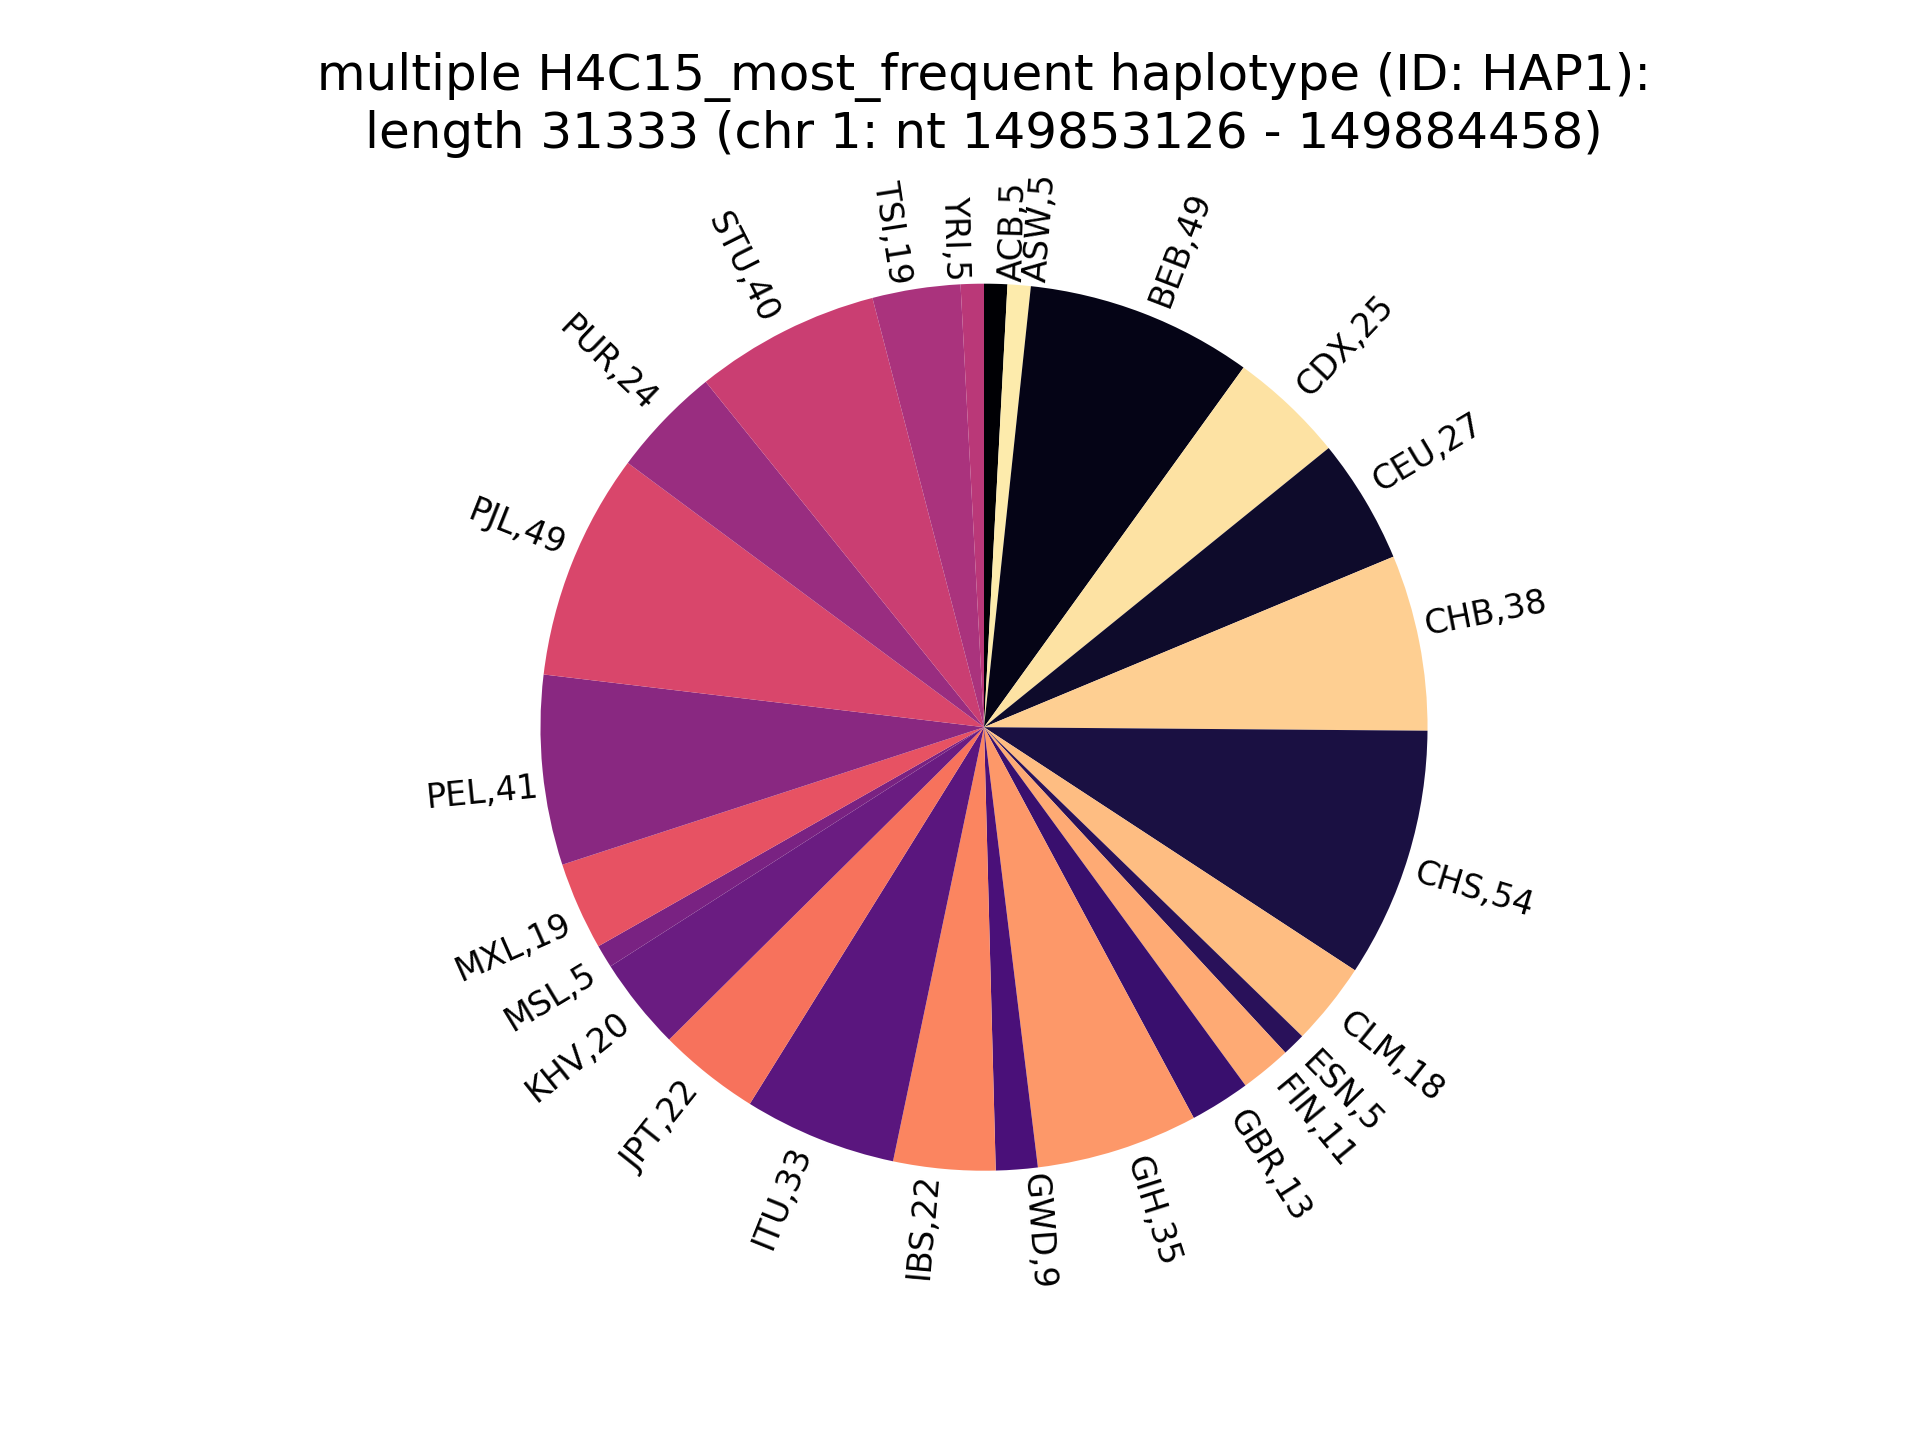 multiple H4C15_most_frequent haplotype (ID: HAP1):
length 31333 (chr 1: nt 149853126 - 149884458)
ACB,5
ASW,5
BEB,49
CDX,25
CEU,27
CHB,38
CHS,54
CLM,18
ESN,5
FIN,11
GBR,13
GIH,35
GWD,9
IBS,22
ITU,33
JPT,22
KHV,20
MSL,5
MXL,19
PEL,41
PJL,49
PUR,24
STU,40
TSI,19
YRI,5